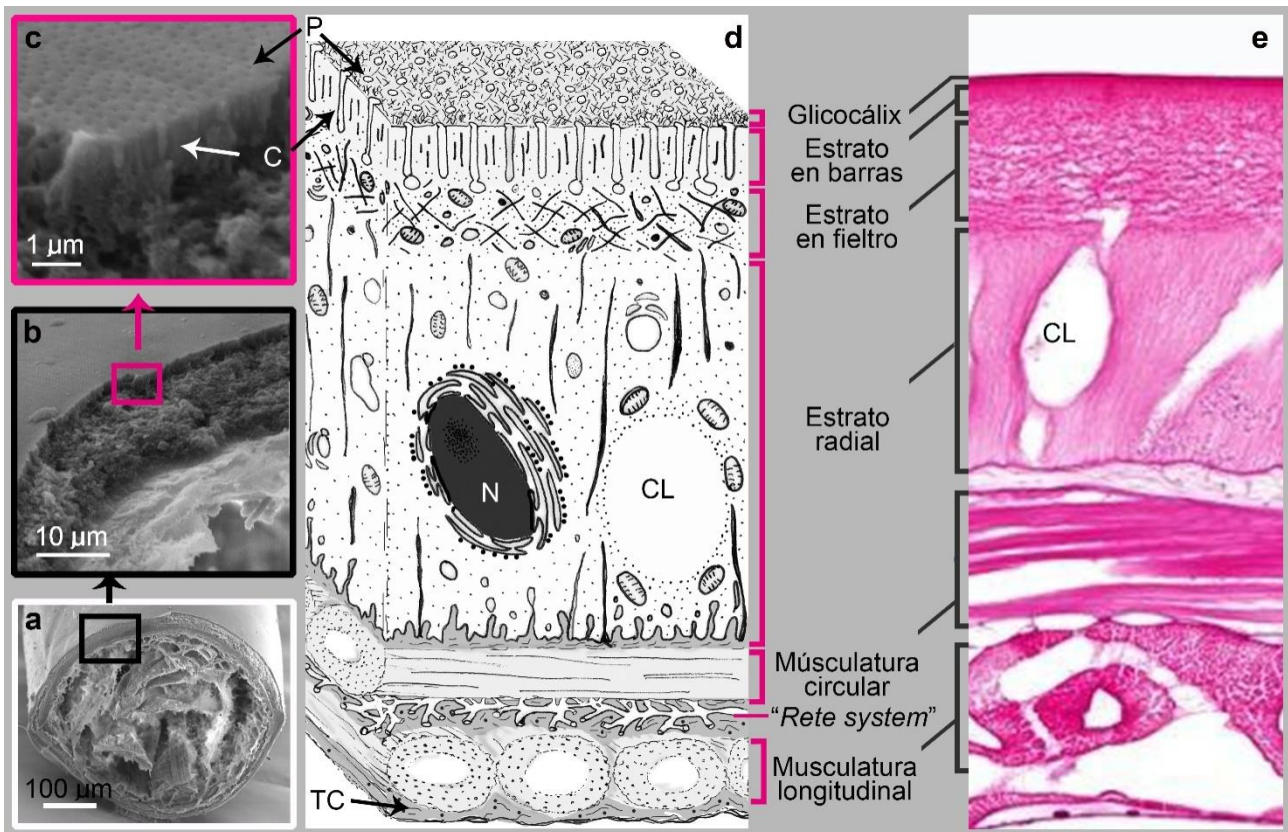 c
P
C
1 µm
b
10 µm
a
100 µm
d
N
CL
TC
Glicocálix
Estrato
en barras
Estrato
en fieltro
Estrato
radial
Músculatura
circular
“Rete system”
Musculatura
longitudinal
e
CL